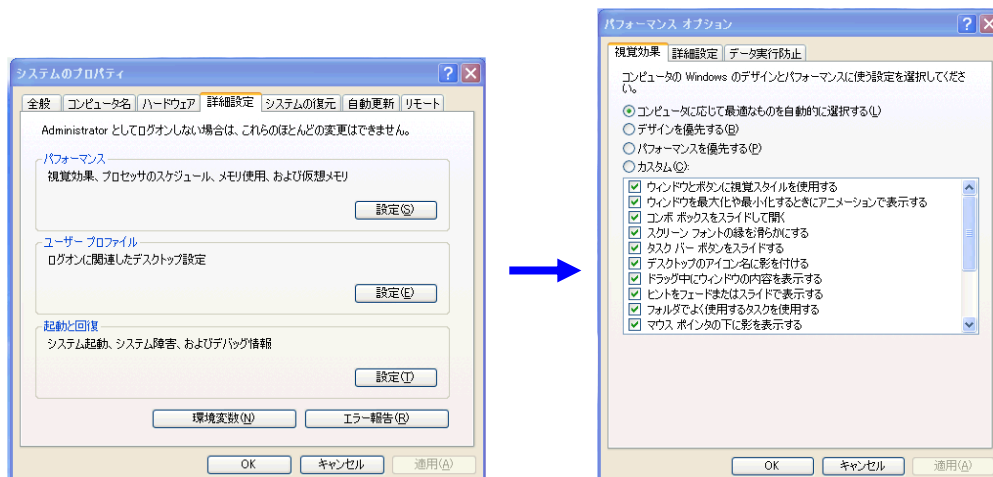 システムのプロパティ
全般 コンピュータ名 ハードウェア 詳細設定 システムの復元 自動更新 リモート
Administrator としてログオンしない場合は、これらのほとんどの変更はできません。
パフォーマンス
視覚効果、プロセッサのスケジュール、メモリ使用、および仮想メモリ
設定(S)
ユーザー プロファイル
ログオンに関連したデスクトップ設定
設定(E)
起動と回復
システム起動、システム障害、およびデバッグ情報
設定(T)
環境変数(N) エラー報告(R)
OK キャンセル 適用(A)
パフォーマンス オプション
視覚効果 詳細設定 データ実行防止
コンピュータの Windows のデザインとパフォーマンスに使う設定を選択してくださ
い。
コンピュータに応じて最適なものを自動的に選択する(L)
デザインを優先する(B)
パフォーマンスを優先する(P)
カスタム(C):
ウィンドウとボタンに視覚スタイルを使用する
ウィンドウを最大化や最小化するときにアニメーションで表示する
コンボ ボックスをスライドして開く
スクリーン フォントの縁を滑らかにする
タスク バー ボタンをスライドする
デスクトップのアイコン名に影を付ける
ドラッグ中にウィンドウの内容を表示する
ヒントをフェードまたはスライドで表示する
フォルダでよく使用するタスクを使用する
マウス ポインタの下に影を表示する
OK キャンセル 適用(A)